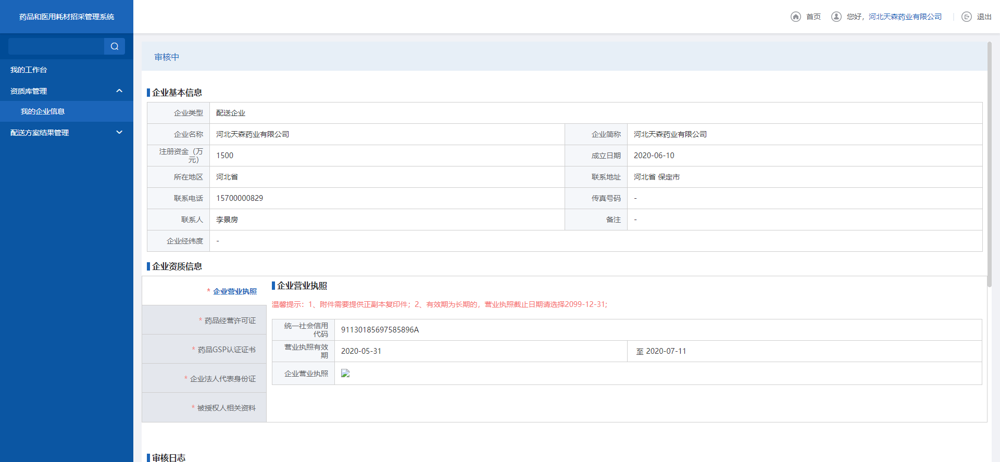 药品和医用耗材招采管理系统
首页
您好，河北天森药业有限公司
退出
我的工作台
资质库管理
我的企业信息
配送方案结果管理
审核中
企业基本信息
企业类型 配送企业
企业名称 河北天森药业有限公司 企业简称 河北天森药业有限公司
注册资金（万
元） 1500 成立日期 2020-06-10
所在地区 河北省 联系地址 河北省 保定市
联系电话 15700000829 传真号码 -
联系人 李景房 备注 -
企业经纬度 -
企业资质信息
* 企业营业执照
* 药品经营许可证
* 药品GSP认证证书
* 企业法人代表身份证
* 被授权人相关资料
企业营业执照
温馨提示：1、附件需要提供正副本复印件；2、有效期为长期的，营业执照截止日期请选择2099-12-31;
统一社会信用
代码 91130185697585896A
营业执照有效
期 2020-05-31 至 2020-07-11
企业营业执照
审核日志